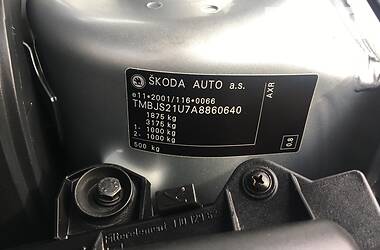 ŠKODA AUTO a.s.
e11*2001/116*0066
TMBJS21U7A8860640
1875 kg
3175 kg
1- 1000 kg
2- 1000 kg
500 kg
AXR
0.8
Filterelement